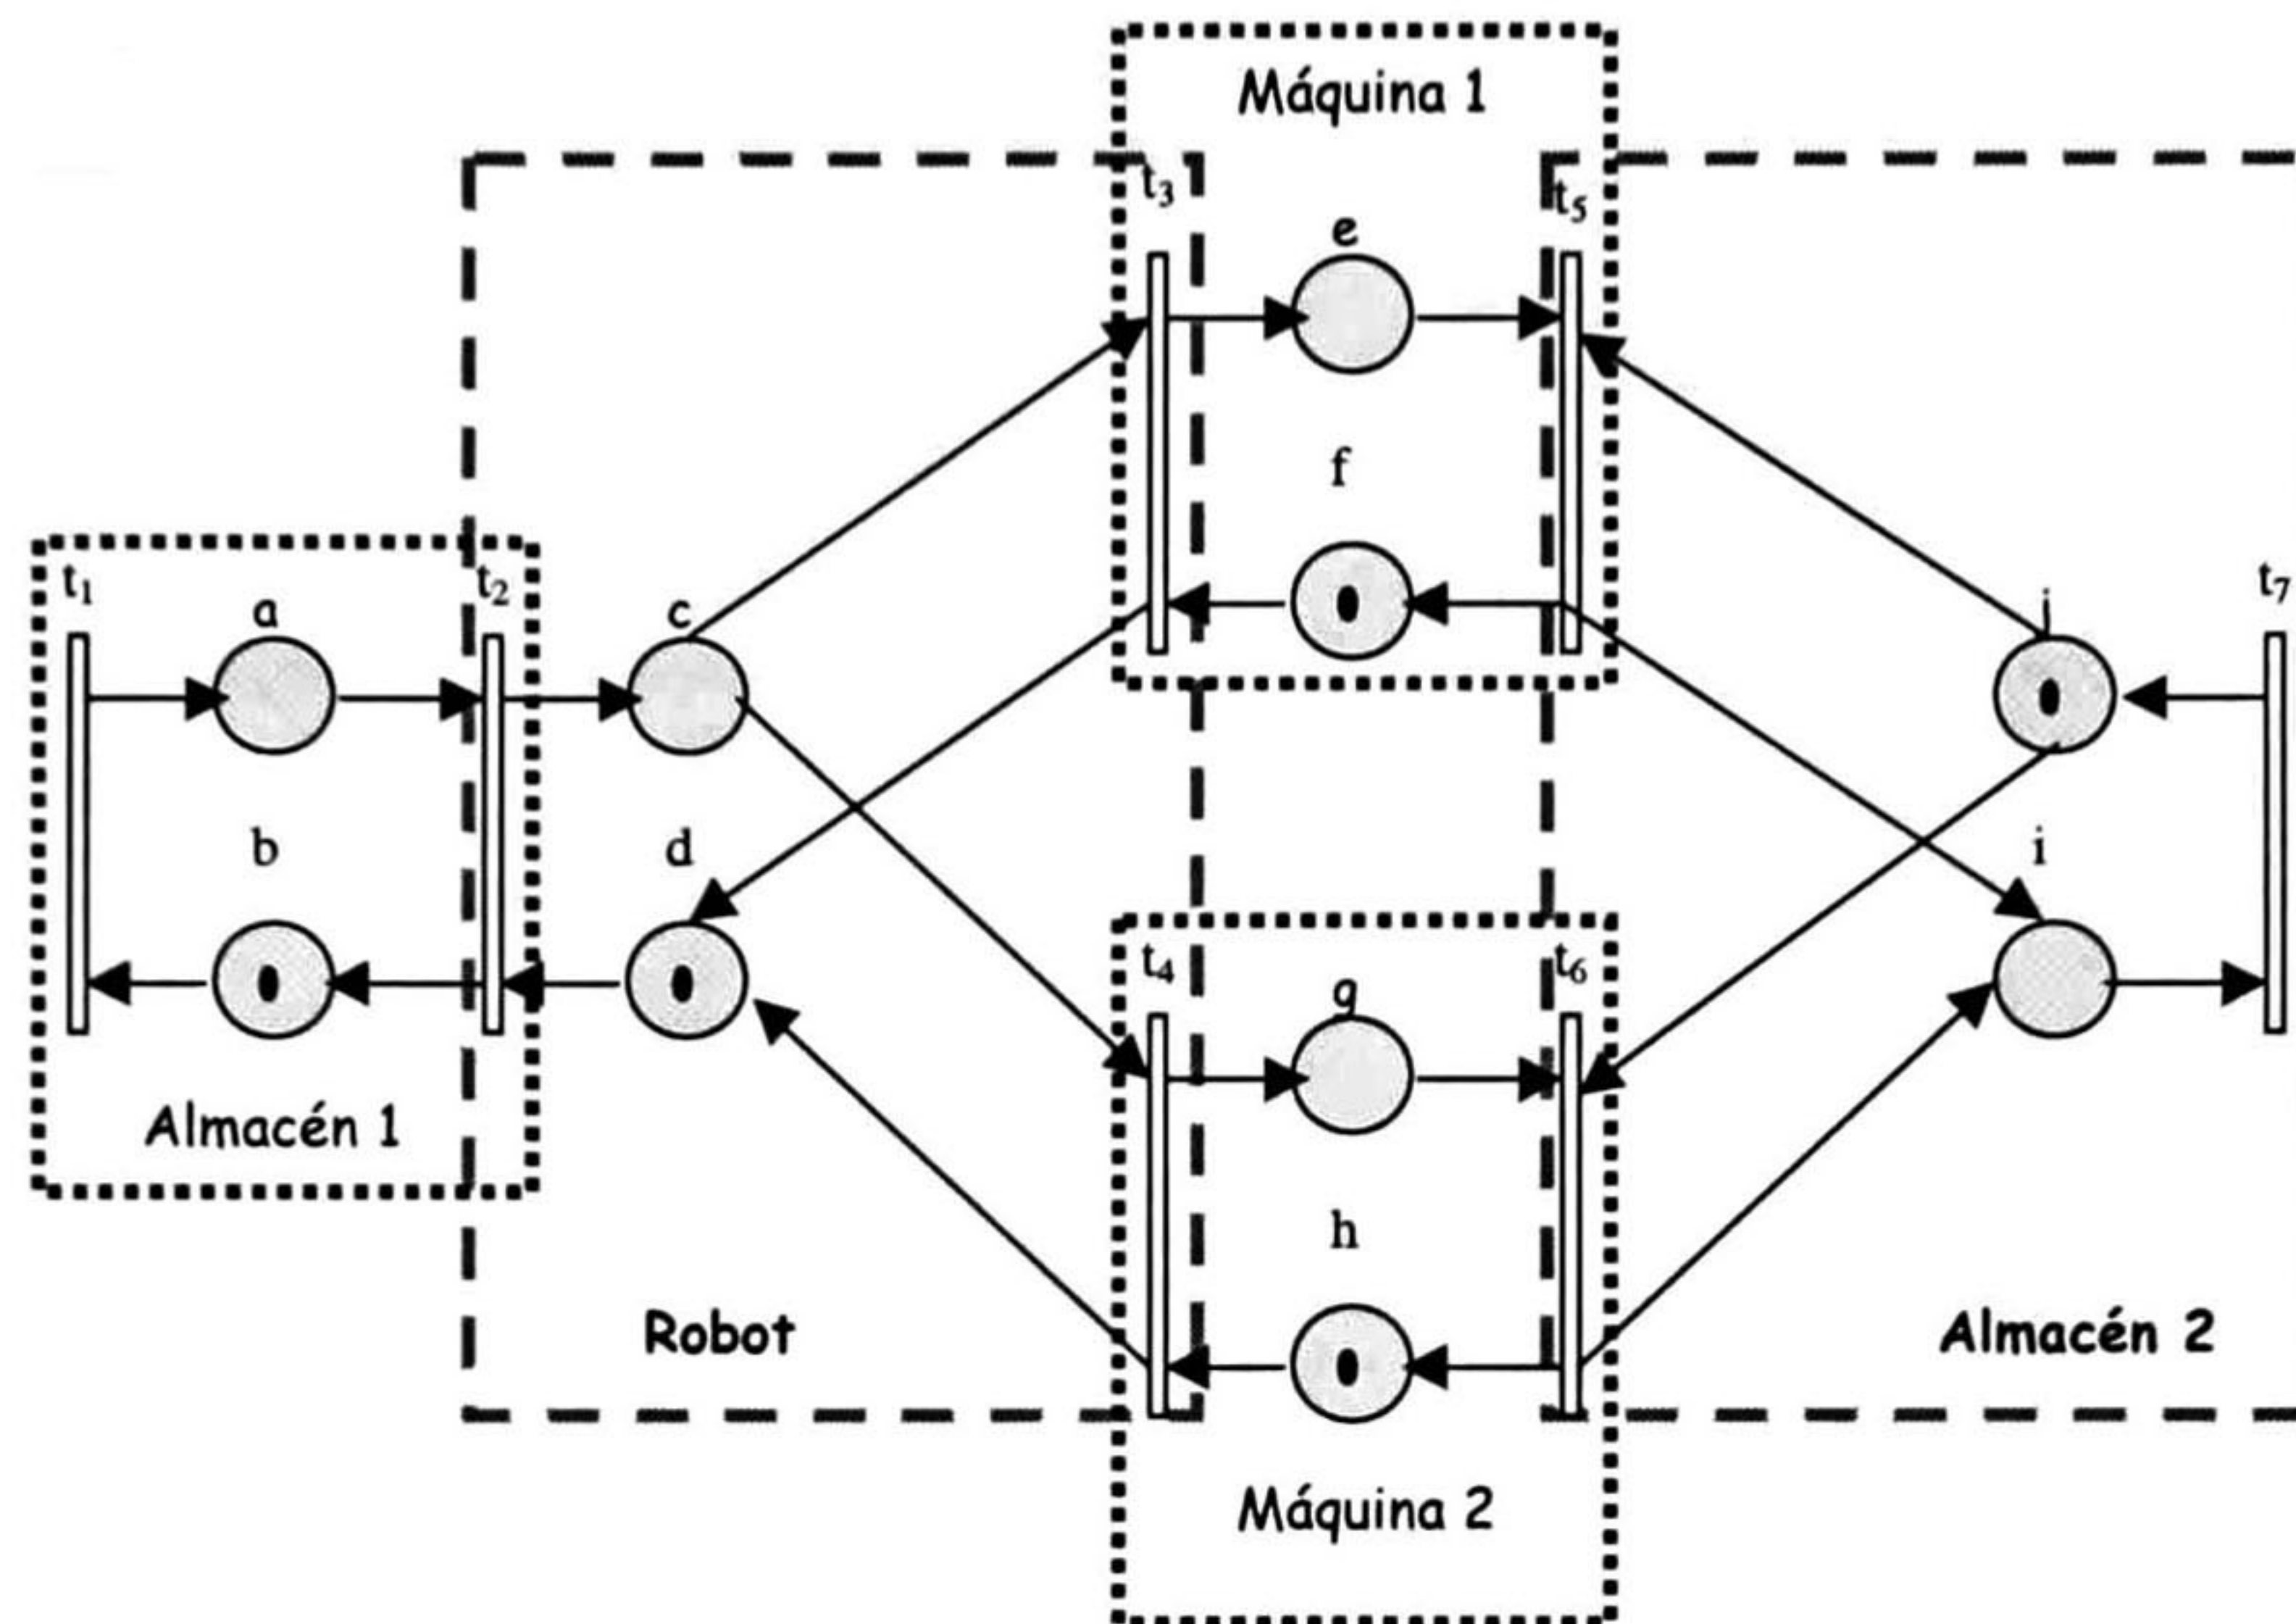 Máquina 1
t₃
t₅
e
f
t₁
a
t₂
c
j
t₇
b
d
i
t₄
g
t₆
h
Almacén 1
Robot
Almacén 2
Máquina 2